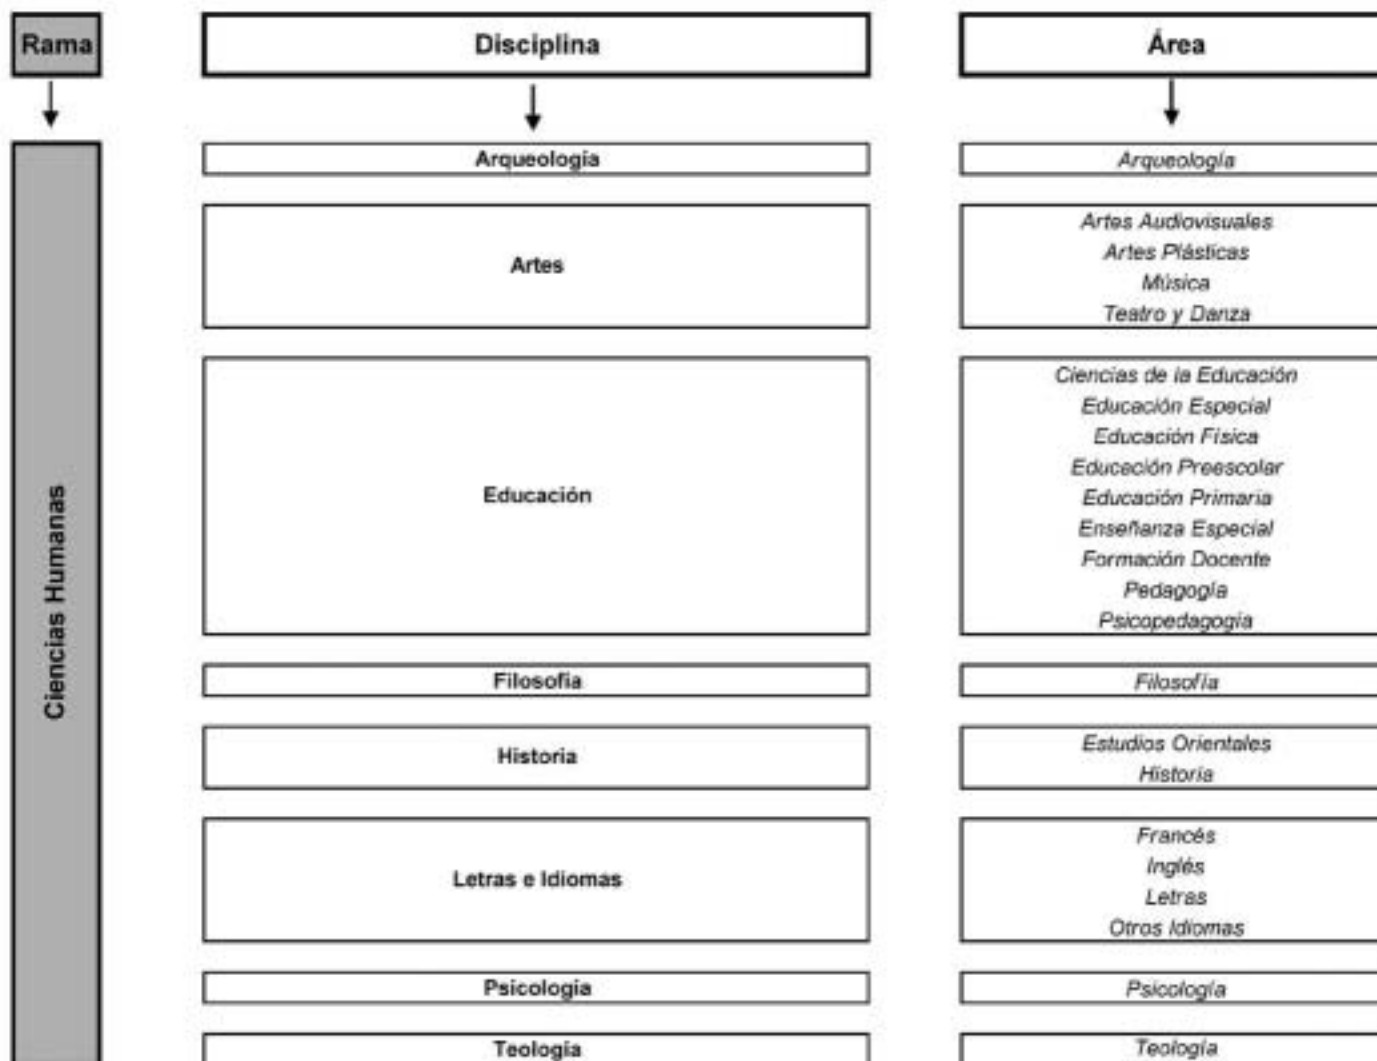 Rama
Disciplina
Área
Ciencias Humanas
Arqueología
Arqueología
Artes
Artes Audiovisuales
Artes Plásticas
Música
Teatro y Danza
Educación
Ciencias de la Educación
Educación Especial
Educación Física
Educación Preescolar
Educación Primaria
Enseñanza Especial
Formación Docente
Pedagogía
Psicopedagogía
Filosofía
Filosofía
Historia
Estudios Orientales
Historia
Letras e Idiomas
Francés
Inglés
Letras
Otros Idiomas
Psicología
Psicología
Teología
Teología